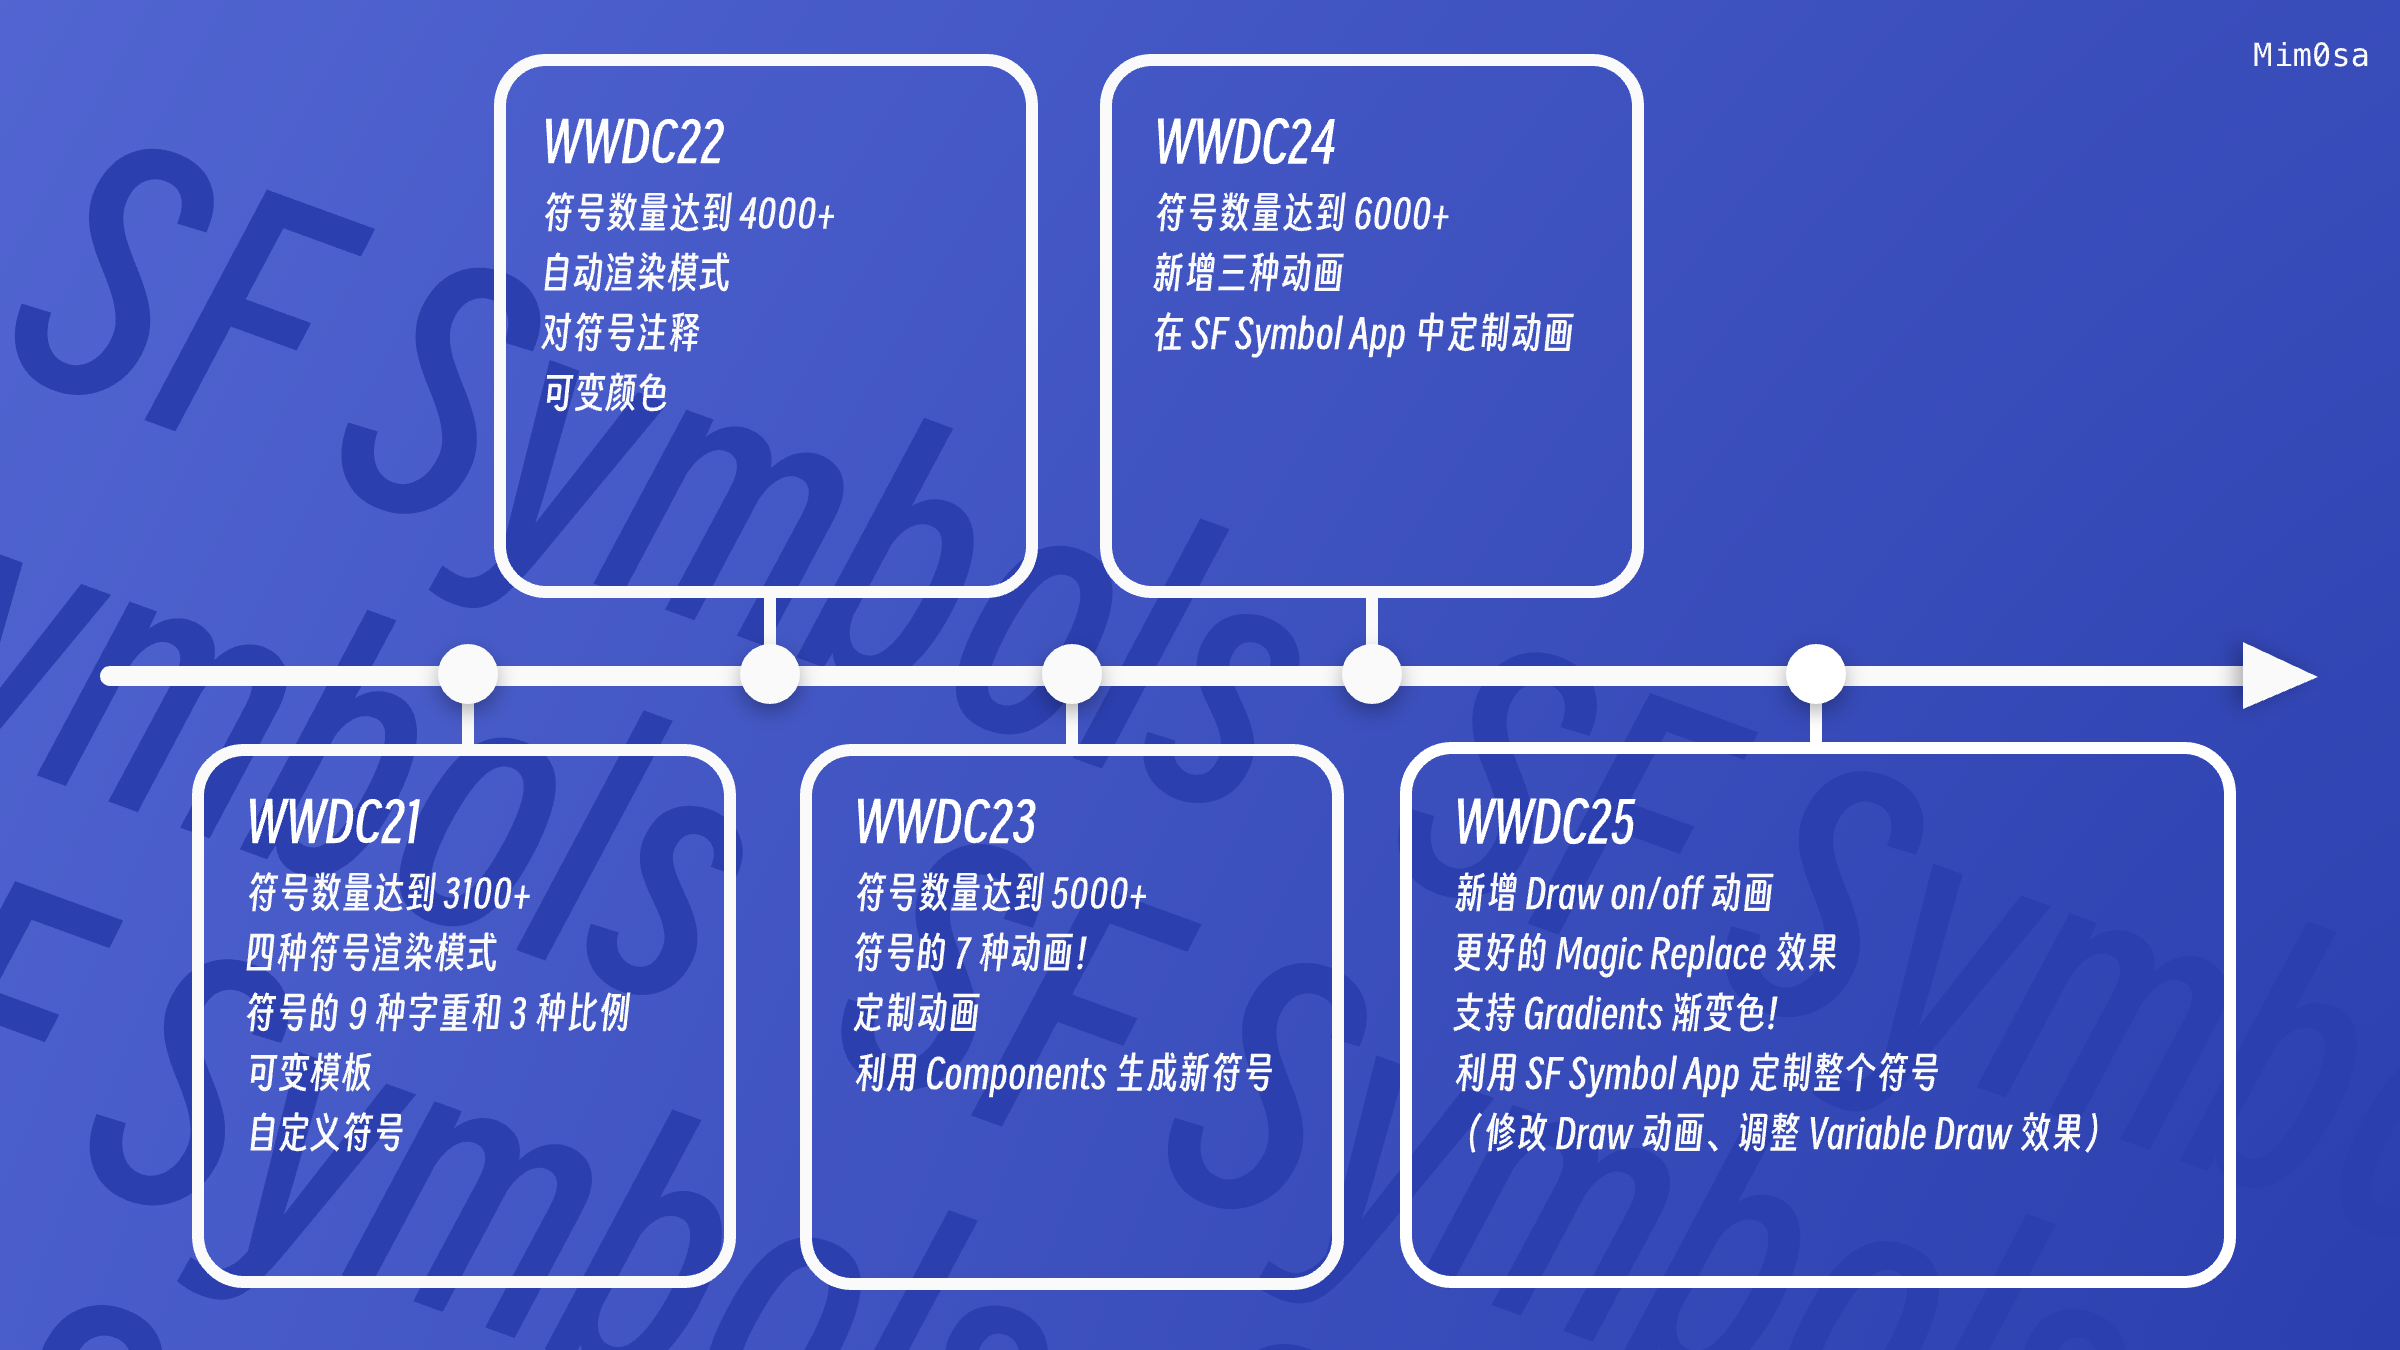 Mim0sa
WWDC22
符号数量达到 4000+
自动渲染模式
对符号注释
可变颜色
WWDC24
符号数量达到 6000+
新增三种动画
在 SF Symbol App 中定制动画
WWDC21
符号数量达到 3100+
四种符号渲染模式
符号的 9 种字重和 3 种比例
可变模板
自定义符号
WWDC23
符号数量达到 5000+
符号的 7 种动画！
定制动画
利用 Components 生成新符号
WWDC25
新增 Draw on/off 动画
更好的 Magic Replace 效果
支持 Gradients 渐变色！
利用 SF Symbol App 定制整个符号
（修改 Draw 动画、调整 Variable Draw 效果）
SF Symbols
ymbols
SF Symbo
F Symbols
SF Symbols